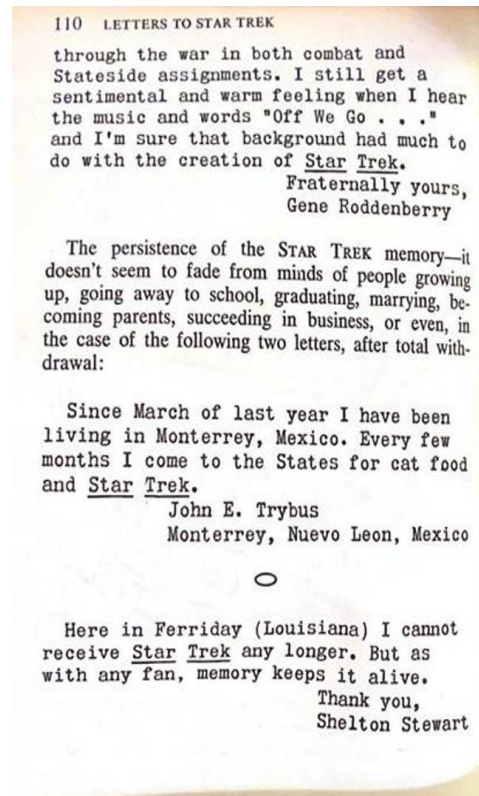 110 LETTERS TO STAR TREK
through the war in both combat and
Stateside assignments. I still get a
sentimental and warm feeling when I hear
the music and words "Off We Go . . ."
and I'm sure that background had much to
do with the creation of Star Trek.
Fraternally yours,
Gene Roddenberry
The persistence of the STAR TREK memory—it
doesn't seem to fade from minds of people growing
up, going away to school, graduating, marrying, be-
coming parents, succeeding in business, or even, in
the case of the following two letters, after total with-
drawal:
Since March of last year I have been
living in Monterrey, Mexico. Every few
months I come to the States for cat food
and Star Trek.
John E. Trybus
Monterrey, Nuevo Leon, Mexico
Here in Ferriday (Louisiana) I cannot
receive Star Trek any longer. But as
with any fan, memory keeps it alive.
Thank you,
Shelton Stewart